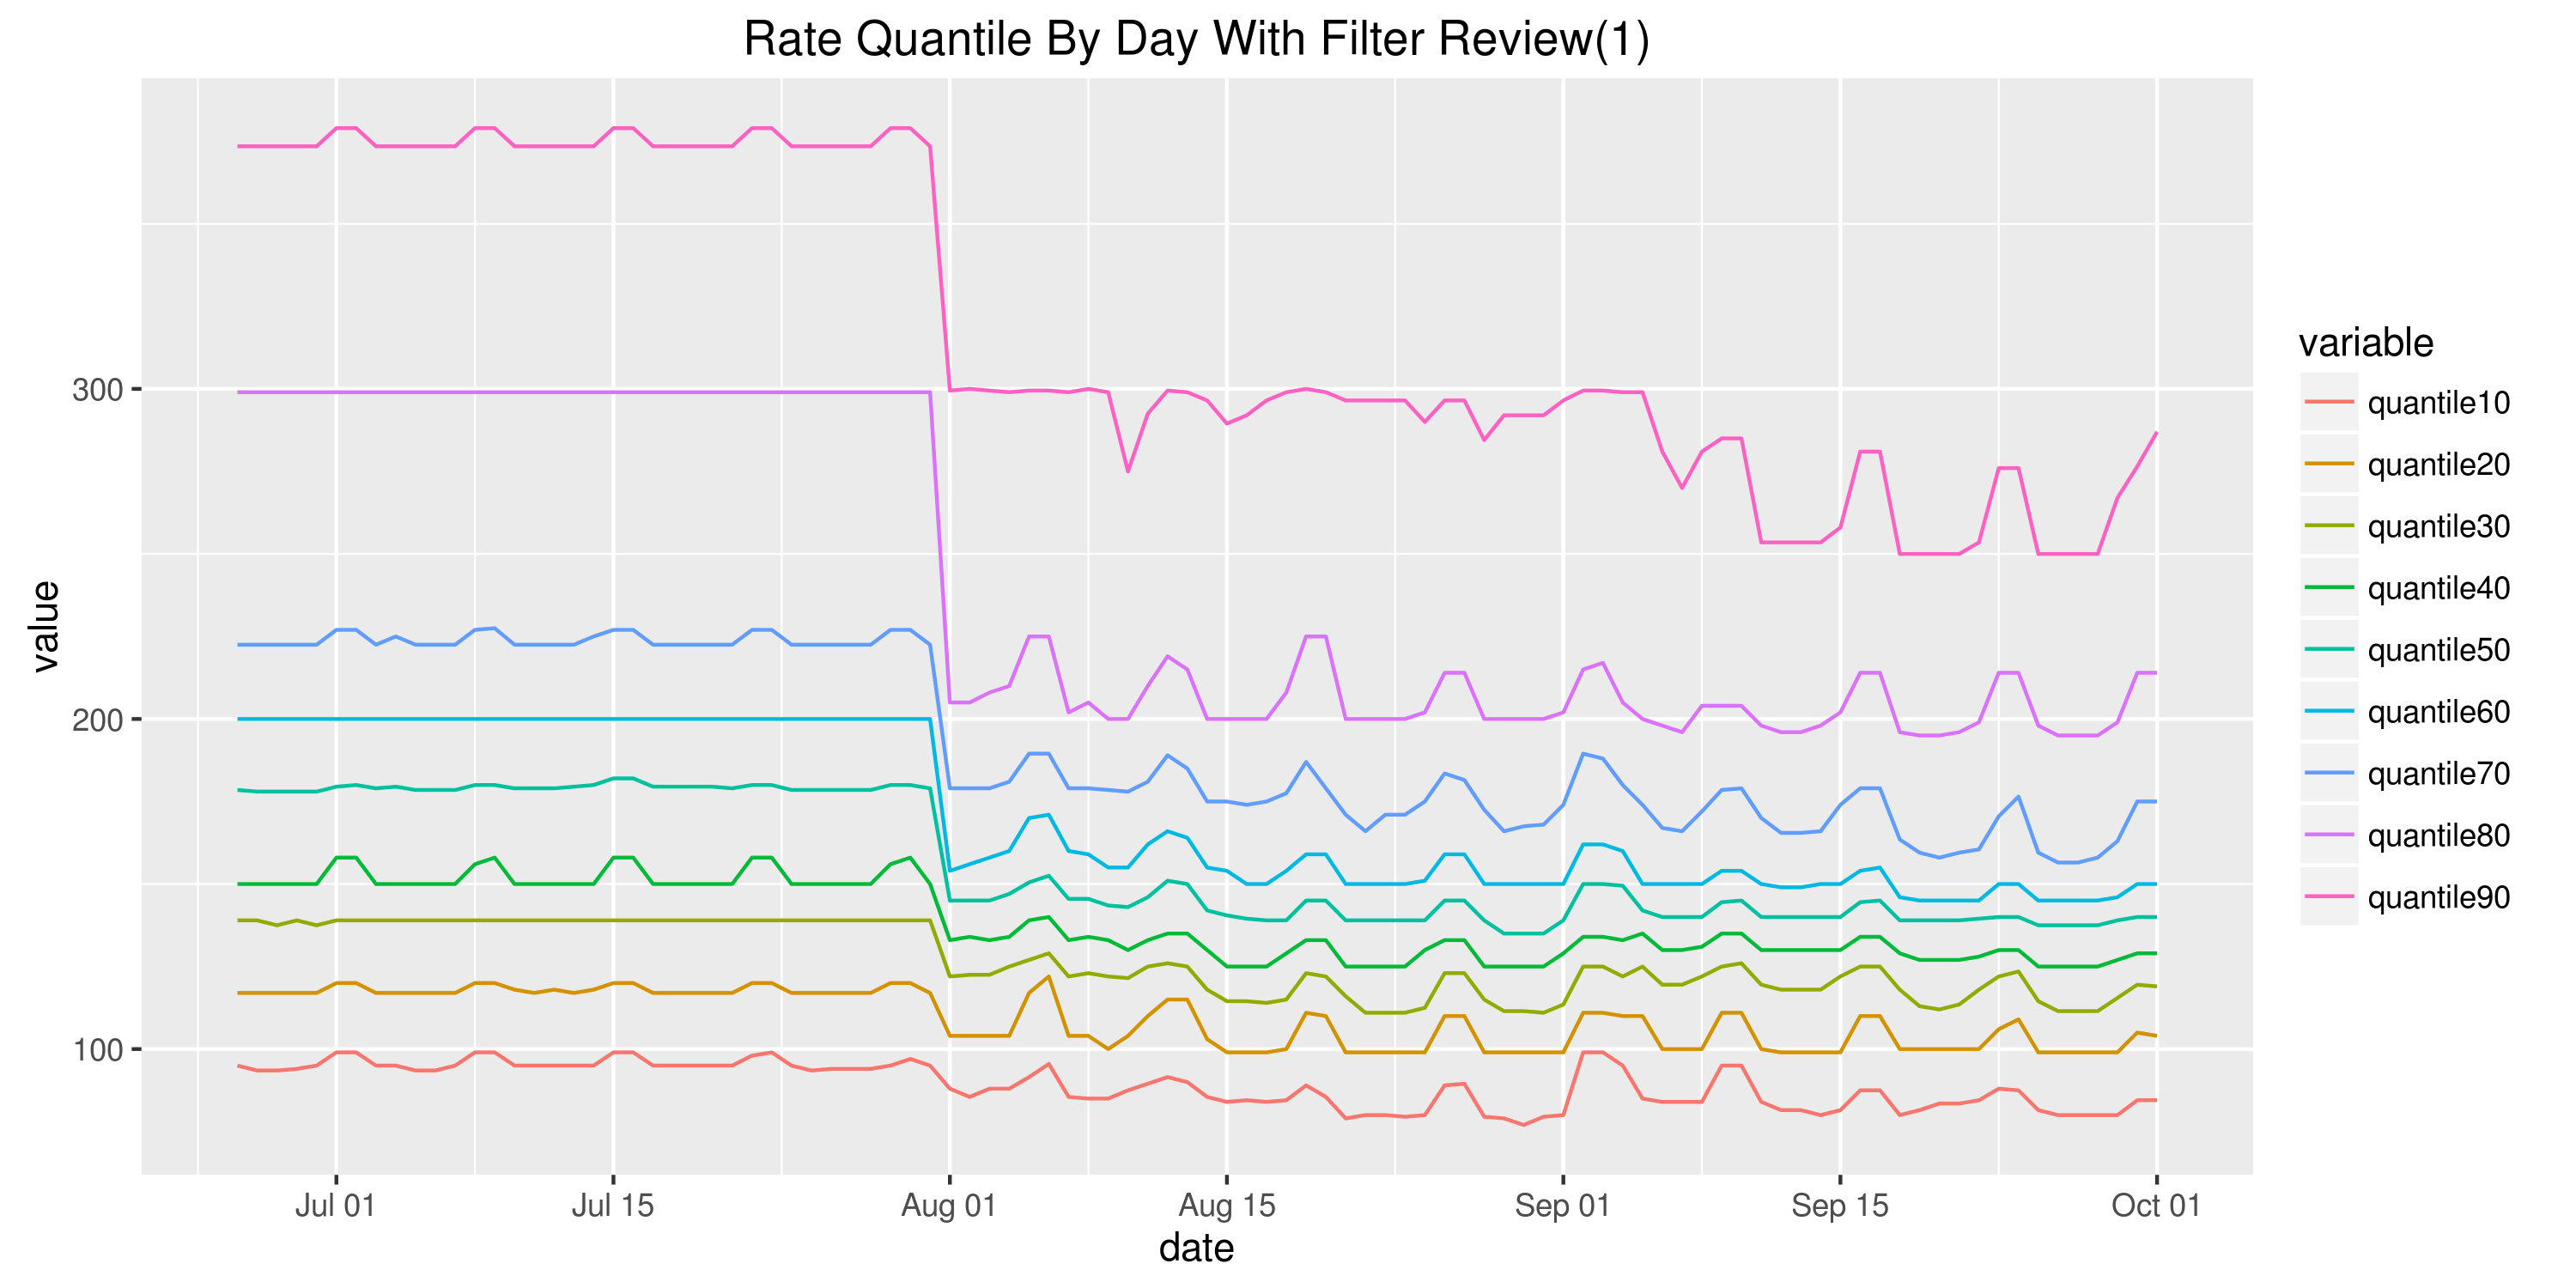 Rate Quantile By Day With Filter Review(1)
300
200
100
value
Jul 01
Jul 15
Aug 01
Aug 15
Sep 01
Sep 15
Oct 01
date
variable
quantile10
quantile20
quantile30
quantile40
quantile50
quantile60
quantile70
quantile80
quantile90